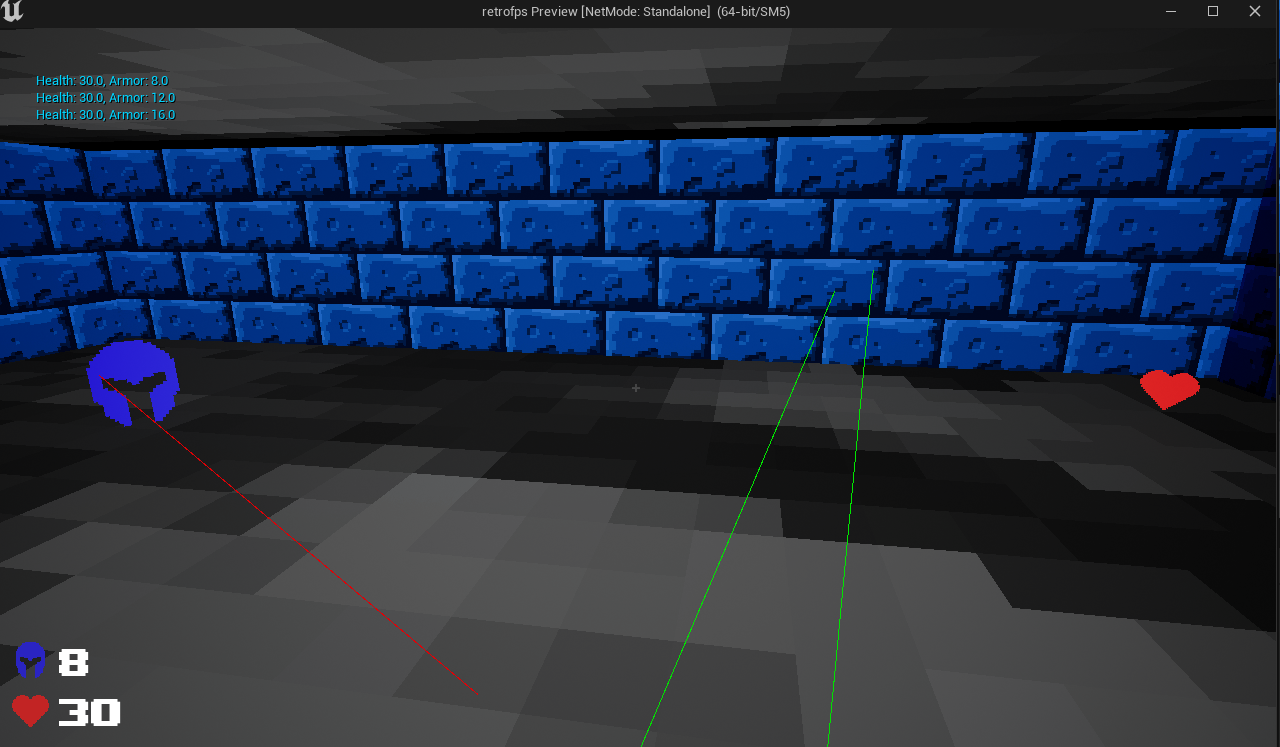 retrofps Preview [NetMode: Standalone] (64-bit/SM5)
Health: 30.0, Armor: 8.0
Health: 30.0, Armor: 12.0
Health: 30.0, Armor: 16.0
8
30